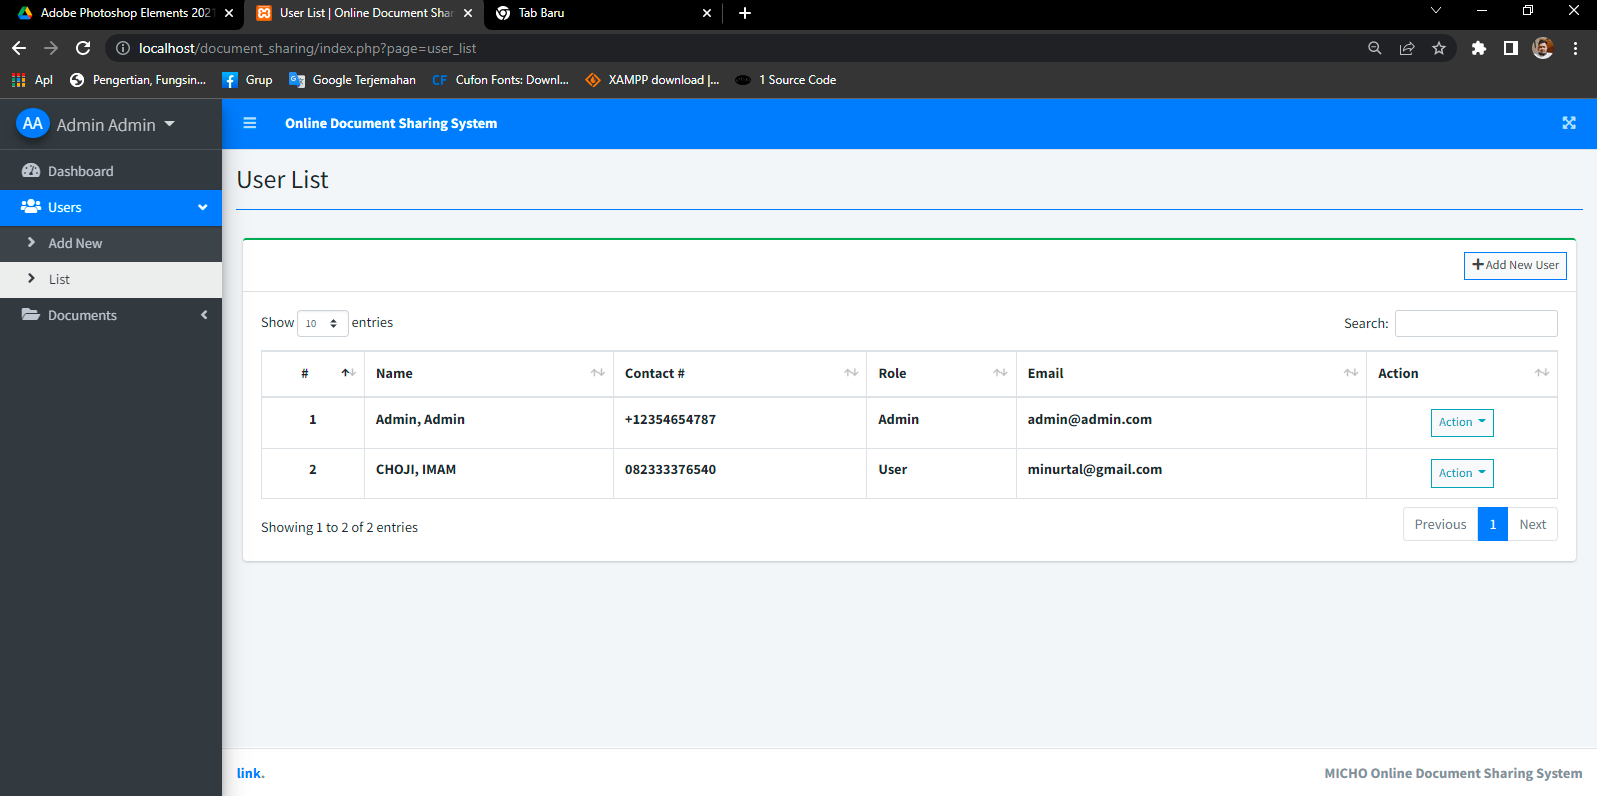 Adobe Photoshop Elements 2021
User List | Online Document Shar
Tab Baru
localhost/document_sharing/index.php?page=user_list
Apl
Pengertian, Fungsin...
Grup
Google Terjemahan
CF Cufon Fonts: Downl...
XAMPP download |...
1 Source Code
AA Admin Admin
Online Document Sharing System
Dashboard
Users
Add New
List
Documents
User List
Add New User
Show 10 entries
Search:
# Name Contact # Role Email Action
1 Admin, Admin +12354654787 Admin admin@admin.com Action
2 CHOJI, IMAM 082333376540 User minurtal@gmail.com Action
Showing 1 to 2 of 2 entries
Previous 1 Next
link.
MICHO Online Document Sharing System